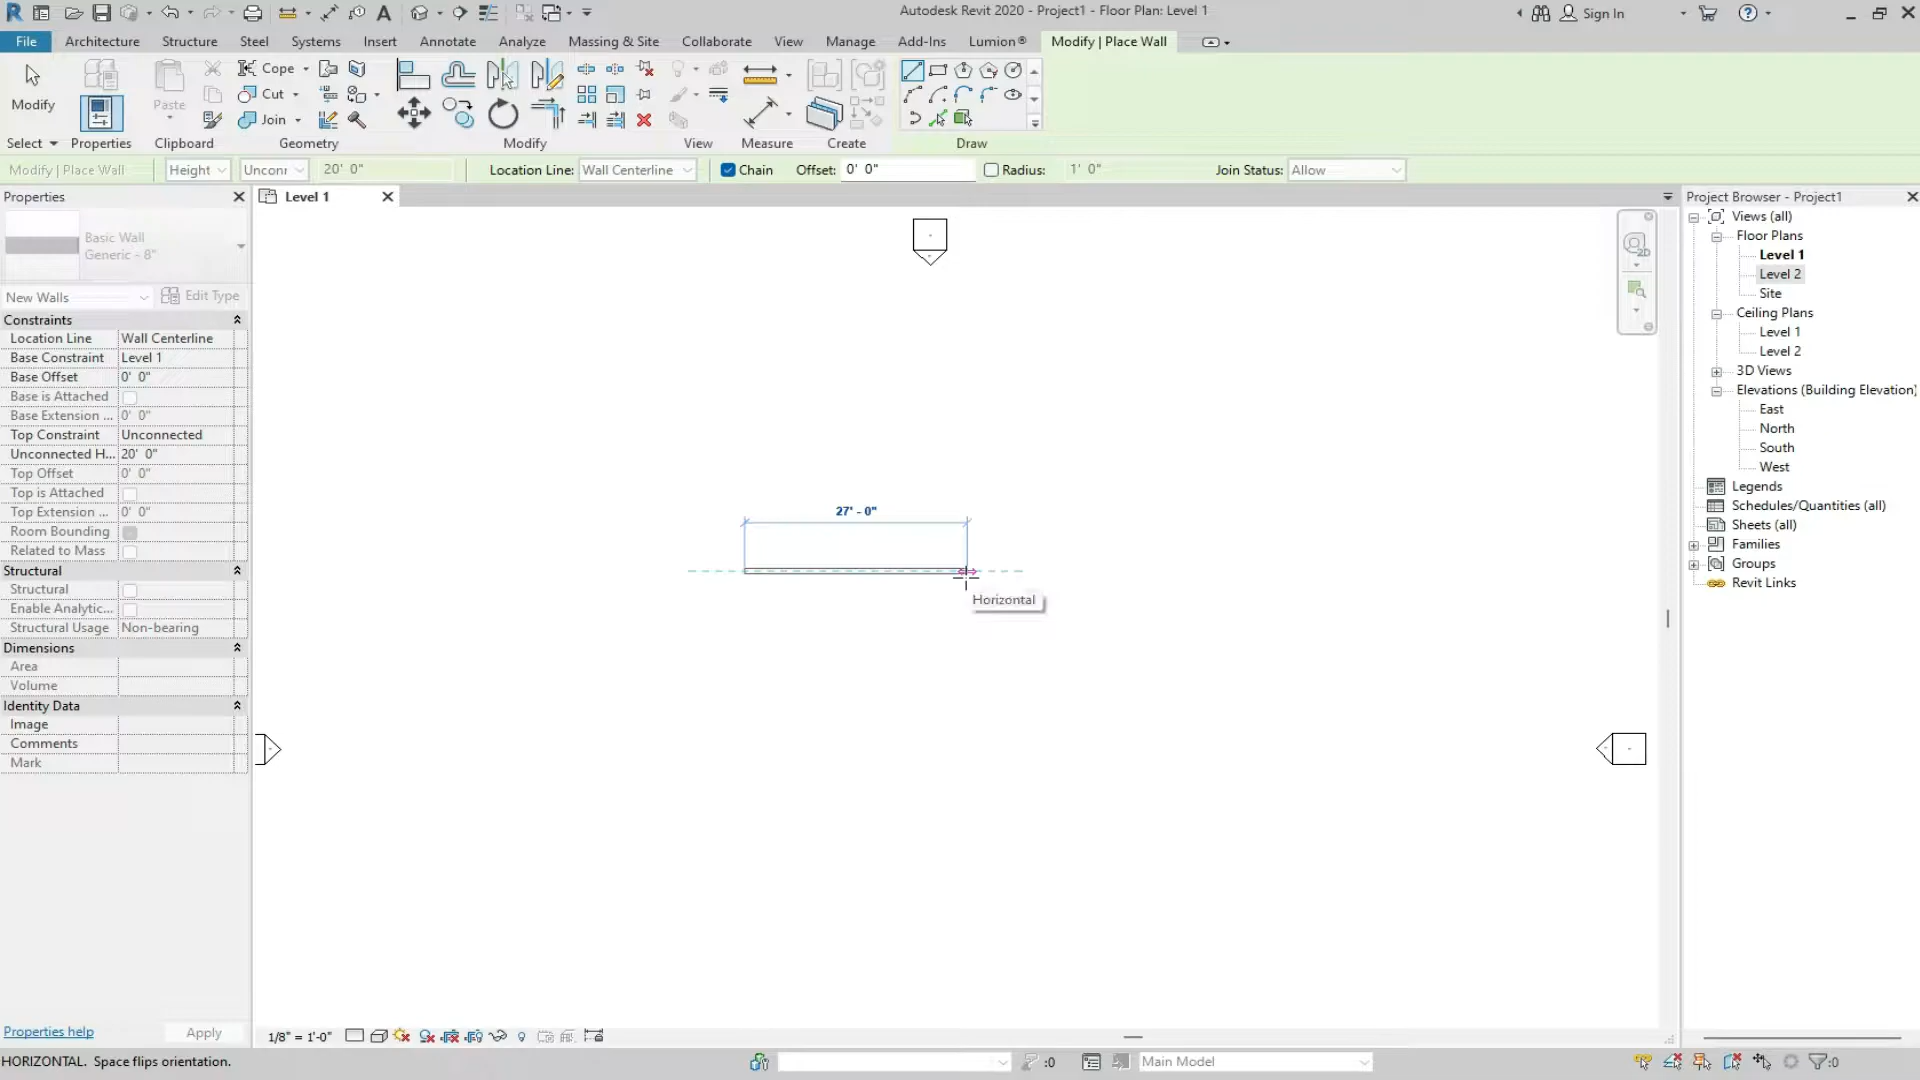 Autodesk Revit 2020 - Project1 - Floor Plan: Level 1
Sign In
File Architecture Structure Steel Systems Insert Annotate Analyze Massing & Site Collaborate View Manage Add-Ins Lumion® Modify | Place Wall
Modify
Paste
Cope
Cut
Join
Select Properties Clipboard Geometry Modify View Measure Create Draw
Modify | Place Wall Height Unconr 20' 0" Location Line: Wall Centerline Chain Offset: 0' 0" Radius: 1' 0" Join Status: Allow
Properties
Basic Wall
Generic - 8"
New Walls Edit Type
Constraints
Location Line Wall Centerline
Base Constraint Level 1
Base Offset 0' 0"
Base is Attached
Base Extension ... 0' 0"
Top Constraint Unconnected
Unconnected H... 20' 0"
Top Offset 0' 0"
Top is Attached
Top Extension ... 0' 0"
Room Bounding
Related to Mass
Structural
Structural
Enable Analytic...
Structural Usage Non-bearing
Dimensions
Area
Volume
Identity Data
Image
Comments
Mark
Properties help Apply
Level 1
2D
27' - 0"
Horizontal
1/8" = 1'-0"
Project Browser - Project1
Views (all)
Floor Plans
Level 1
Level 2
Site
Ceiling Plans
Level 1
Level 2
3D Views
Elevations (Building Elevation)
East
North
South
West
Legends
Schedules/Quantities (all)
Sheets (all)
Families
Groups
Revit Links
HORIZONTAL. Space flips orientation.
:0
Main Model
:0